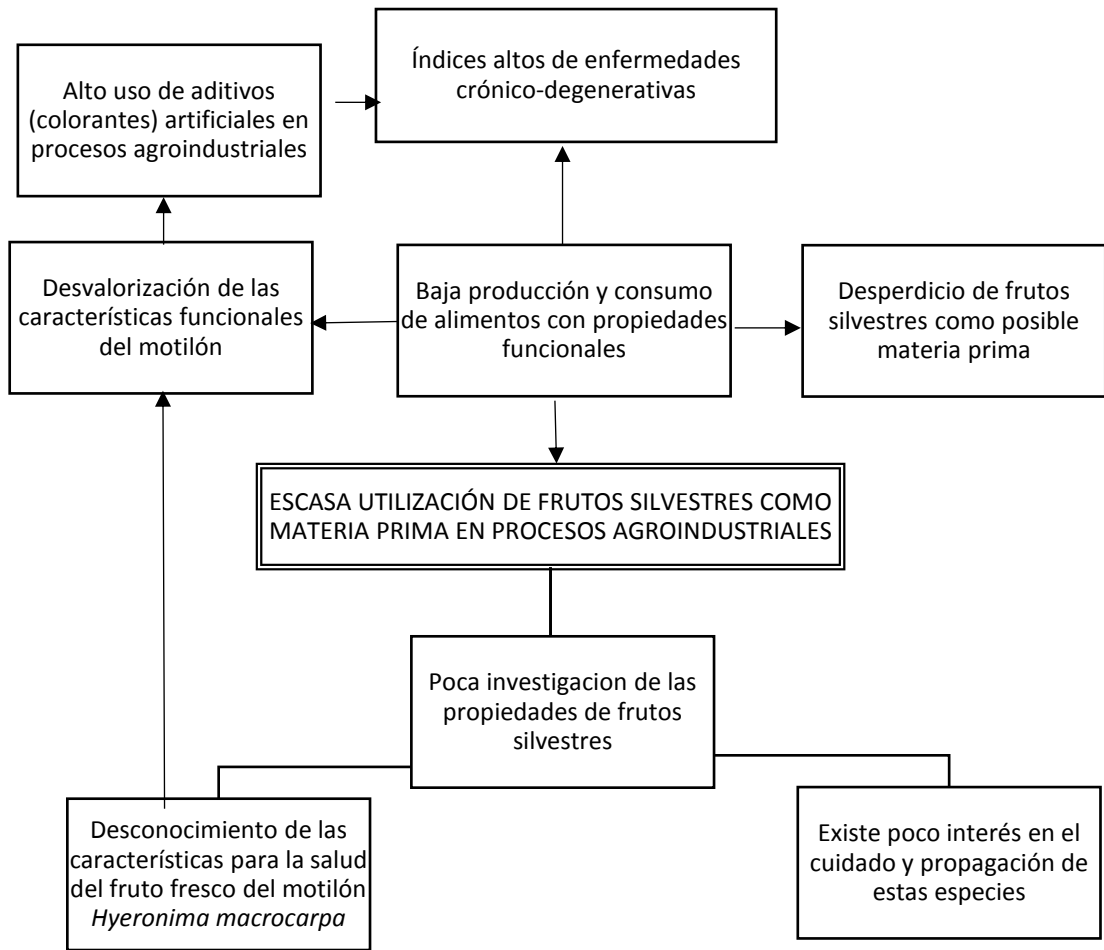 Índices altos de enfermedades
crónico-degenerativas
Alto uso de aditivos
(colorantes) artificiales en
procesos agroindustriales
Desvalorización de las
características funcionales
del motilón
Baja producción y consumo
de alimentos con propiedades
funcionales
Desperdicio de frutos
silvestres como posible
materia prima
ESCASA UTILIZACIÓN DE FRUTOS SILVESTRES COMO
MATERIA PRIMA EN PROCESOS AGROINDUSTRIALES
Poca investigacion de las
propiedades de frutos
silvestres
Desconocimiento de las
características para la salud
del fruto fresco del motilón
Hyeronima macrocarpa
Existe poco interés en el
cuidado y propagación de
estas especies